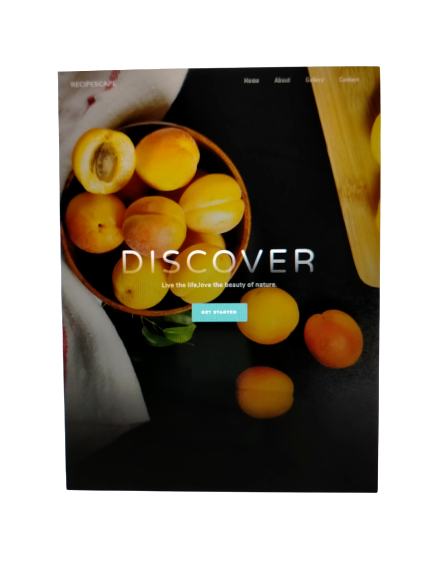 RECIPESCAPE
Home About Gallery Contact
DISCOVER
Live the life,love the beauty of nature.
GET STARTED